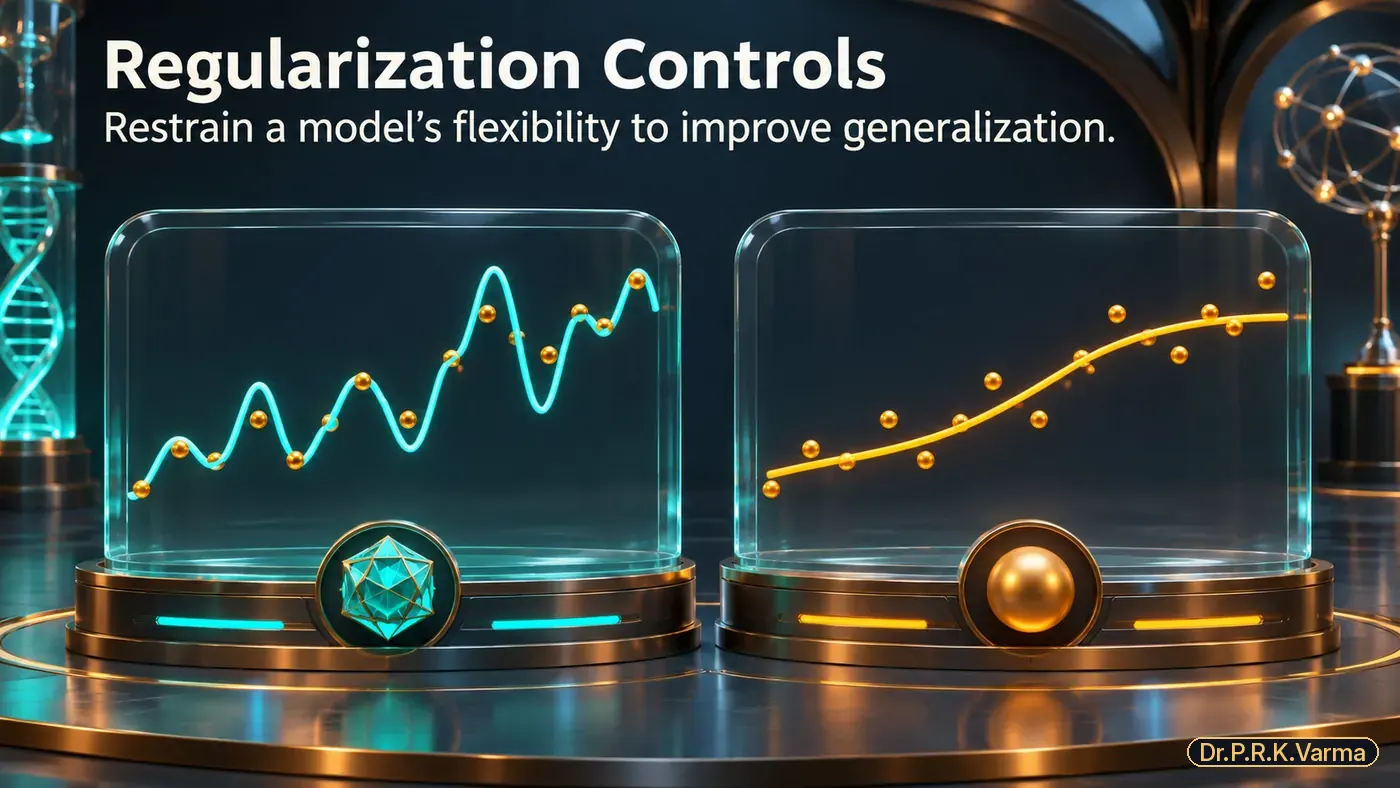 Regularization Controls
Restrain a model’s flexibility to improve generalization.
Dr.P.R.K.Varma